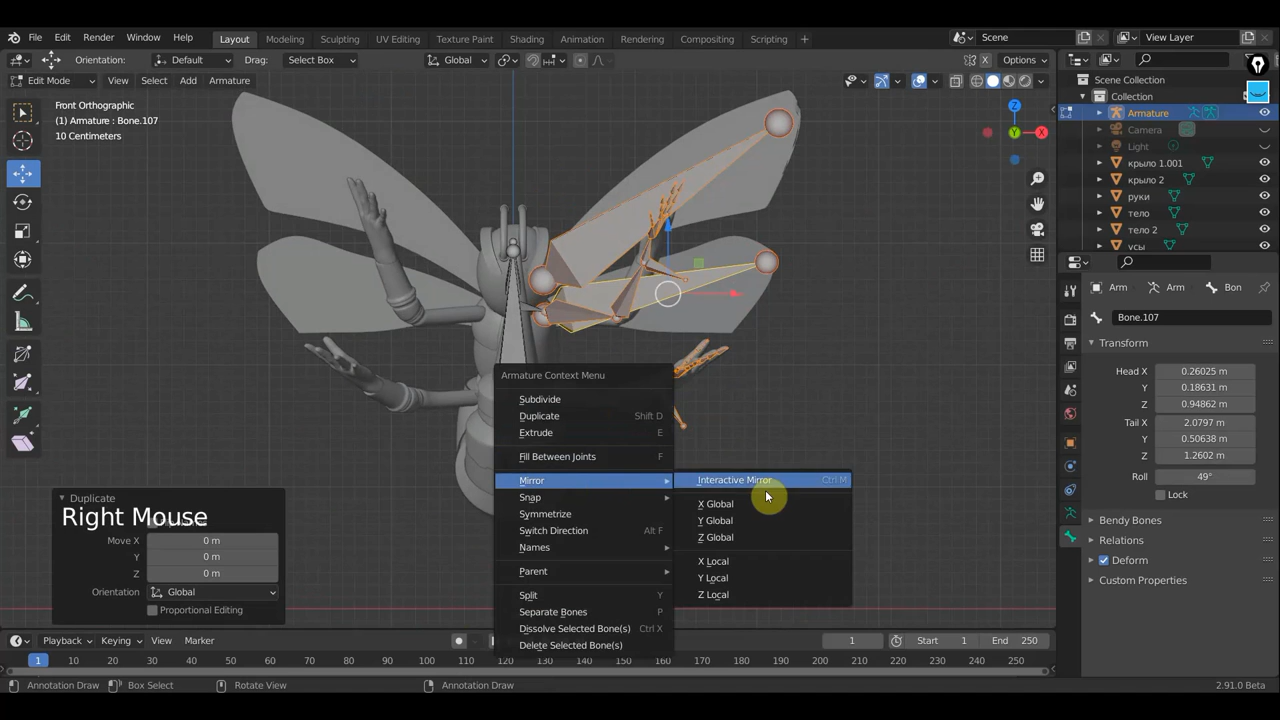 File Edit Render Window Help Layout Modeling Sculpting UV Editing Texture Paint Shading Animation Rendering Compositing Scripting + Scene View Layer
Orientation: Default Drag: Select Box Global Options
Edit Mode View Select Add Armature
Front Orthographic
(1) Armature : Bone.107
10 Centimeters
Z
Y
X
Scene Collection
Collection
Armature
Camera
Light
крыло 1.001
крыло 2
руки
тело
тело 2
усы
Arm Arm Bon
Bone.107
Transform
Head X 0.26025 m
Y 0.18631 m
Z 0.94862 m
Tail X 2.0797 m
Y 0.50638 m
Z 1.2602 m
Roll 49°
Lock
Bendy Bones
Relations
Deform
Custom Properties
Armature Context Menu
Subdivide
Duplicate Shift D
Extrude E
Fill Between Joints F
Mirror
Snap
Symmetrize
Switch Direction Alt F
Names
Parent
Split Y
Separate Bones P
Dissolve Selected Bone(s) Ctrl X
Delete Selected Bone(s)
Interactive Mirror Ctrl M
X Global
Y Global
Z Global
X Local
Y Local
Z Local
Duplicate
Right Mouse
Move X 0 m
Y 0 m
Z 0 m
Orientation Global
Proportional Editing
Playback Keying View Marker 1 Start 1 End 250
1 10 20 30 40 50 60 70 80 90 100 110 120 130 140 150 160 170 180 190 200 210 220 230 240 250
Annotation Draw Box Select Rotate View Annotation Draw 2.91.0 Beta